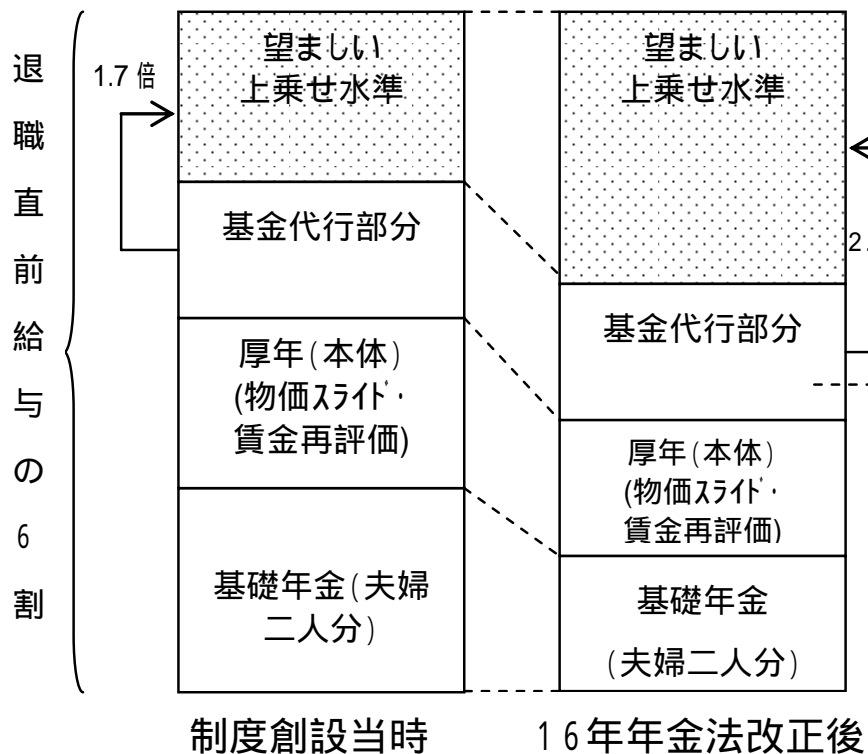 退職直前給与の6割
1.7 倍
望ましい
上乗せ水準
基金代行部分
厚年(本体)
(物価ｽﾗｲﾄﾞ・
賃金再評価)
基礎年金(夫婦
二人分)
制度創設当時
望ましい
上乗せ水準
2.
基金代行部分
厚年(本体)
(物価ｽﾗｲﾄﾞ・
賃金再評価)
基礎年金
(夫婦二人分)
16年年金法改正後